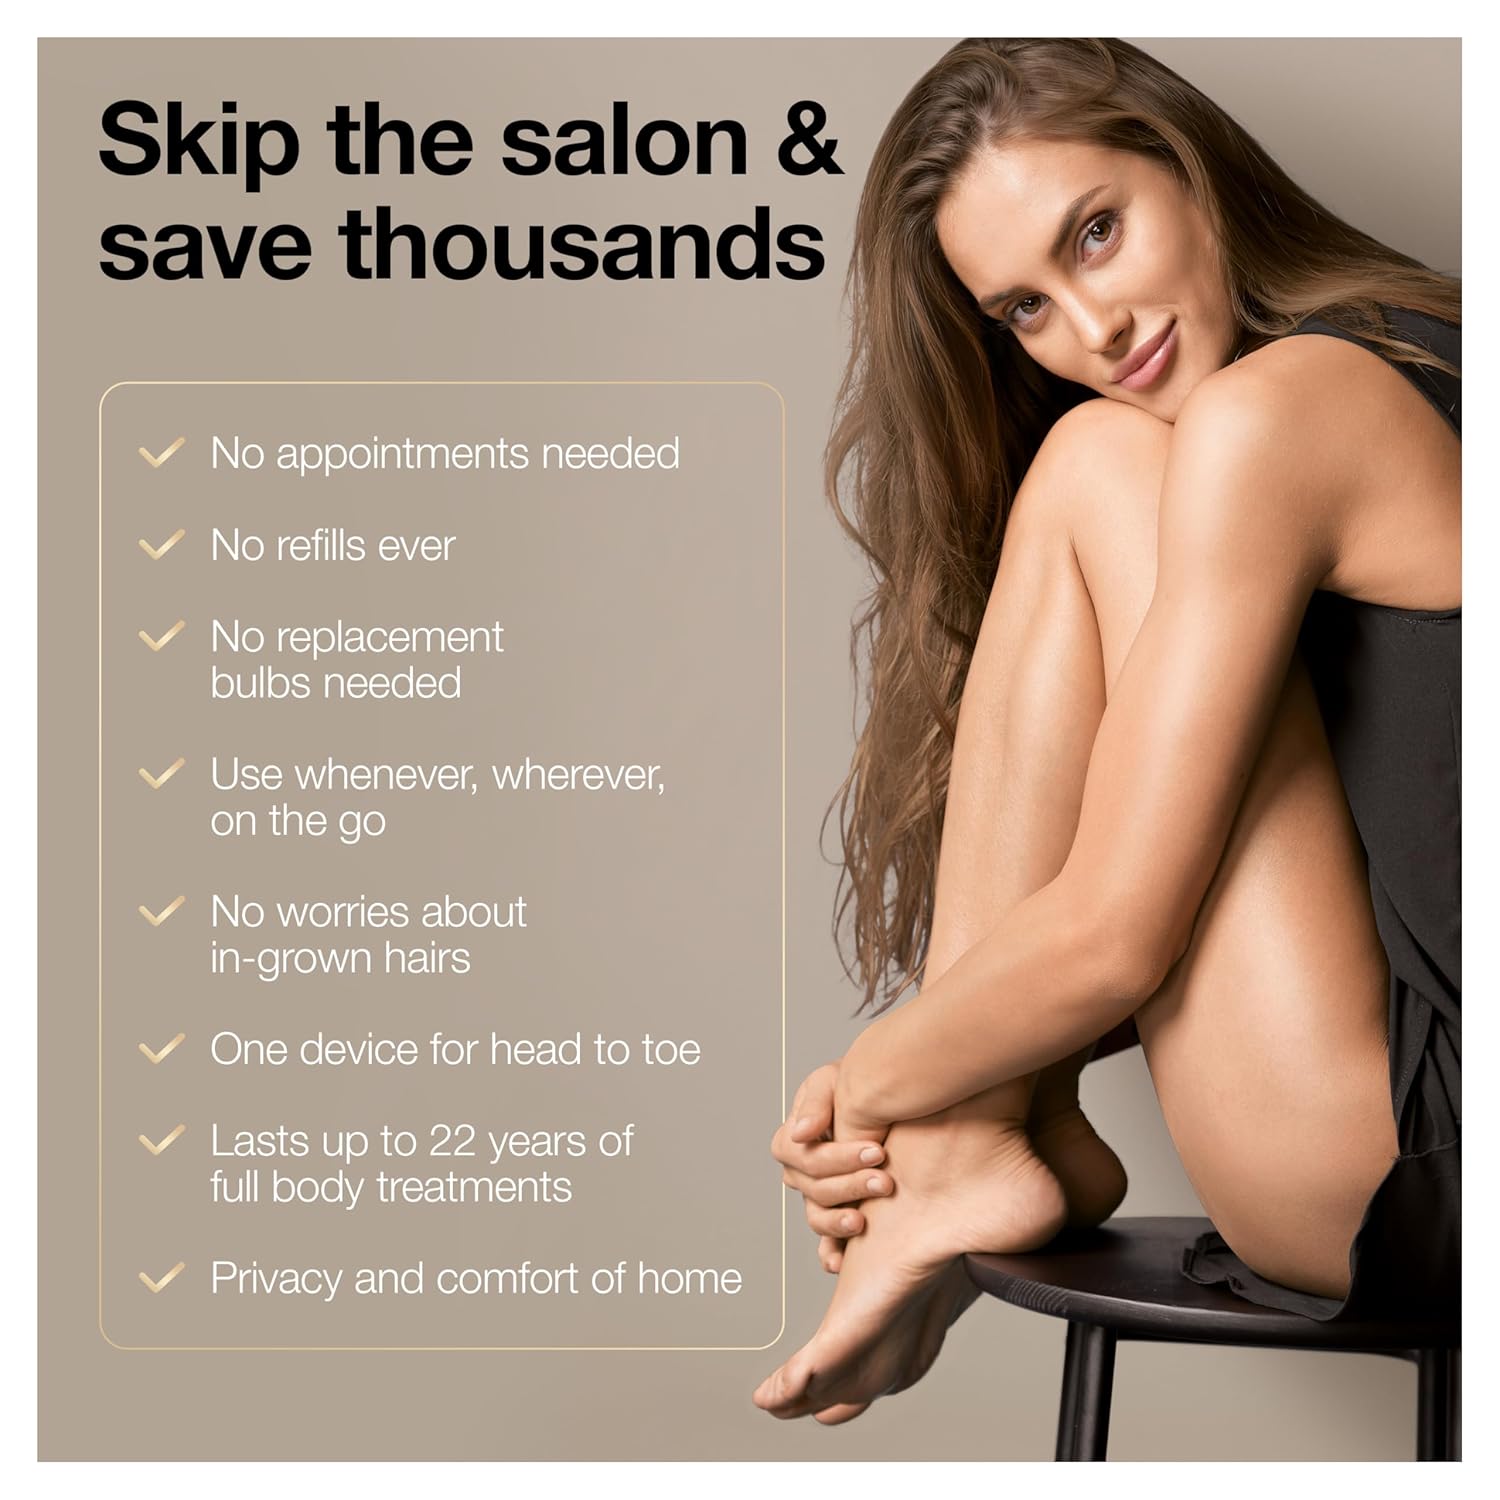 Skip the salon &
save thousands
No appointments needed
No refills ever
No replacement
bulbs needed
Use whenever, wherever,
on the go
No worries about
in-grown hairs
One device for head to toe
Lasts up to 22 years of
full body treatments
Privacy and comfort of home